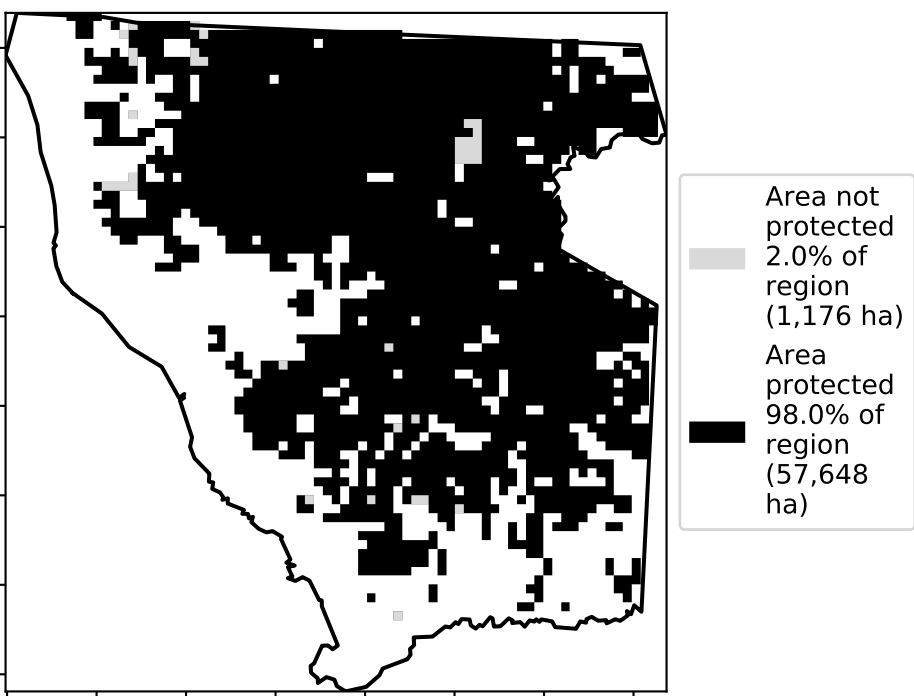 Area not
protected
2.0% of
region
(1,176 ha)
Area
protected
98.0% of
region
(57,648
ha)